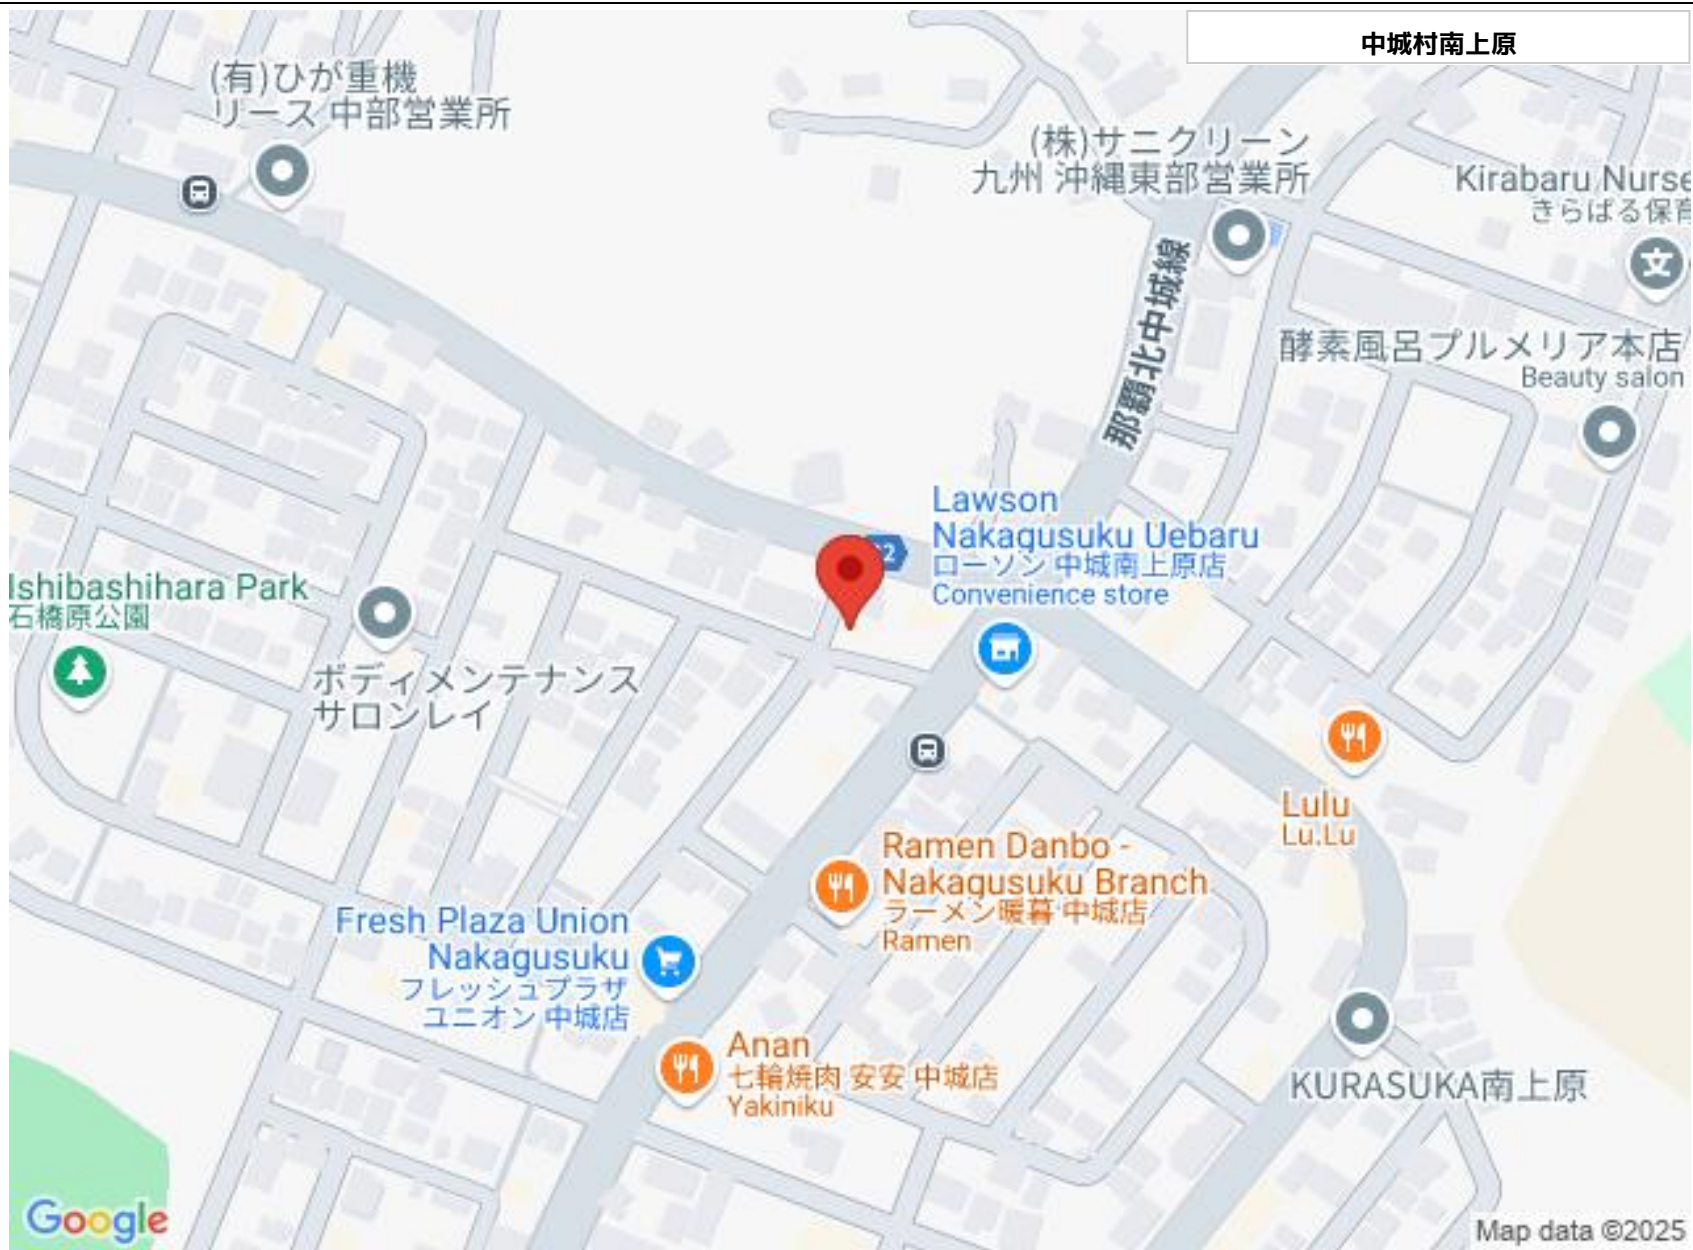 中城村南上原
(有)ひが重機
リース 中部営業所
(株)サニクリーン
九州 沖縄東部営業所
Kirabaru Nurse
きらばる保育
那覇北中城線
酵素風呂プルメリア本店
Beauty salon
Lawson
Nakagusuku Uebaru
ローソン 中城南上原店
Convenience store
Ishibashihara Park
石橋原公園
ボディメンテナンス
サロンレイ
Lulu
Lu.Lu
Ramen Danbo -
Nakagusuku Branch
ラーメン暖暮 中城店
Ramen
Fresh Plaza Union
Nakagusuku
フレッシュプラザ
ユニオン 中城店
Anan
七輪焼肉 安安 中城店
Yakiniku
KURASUKA南上原
Google
Map data ©2025